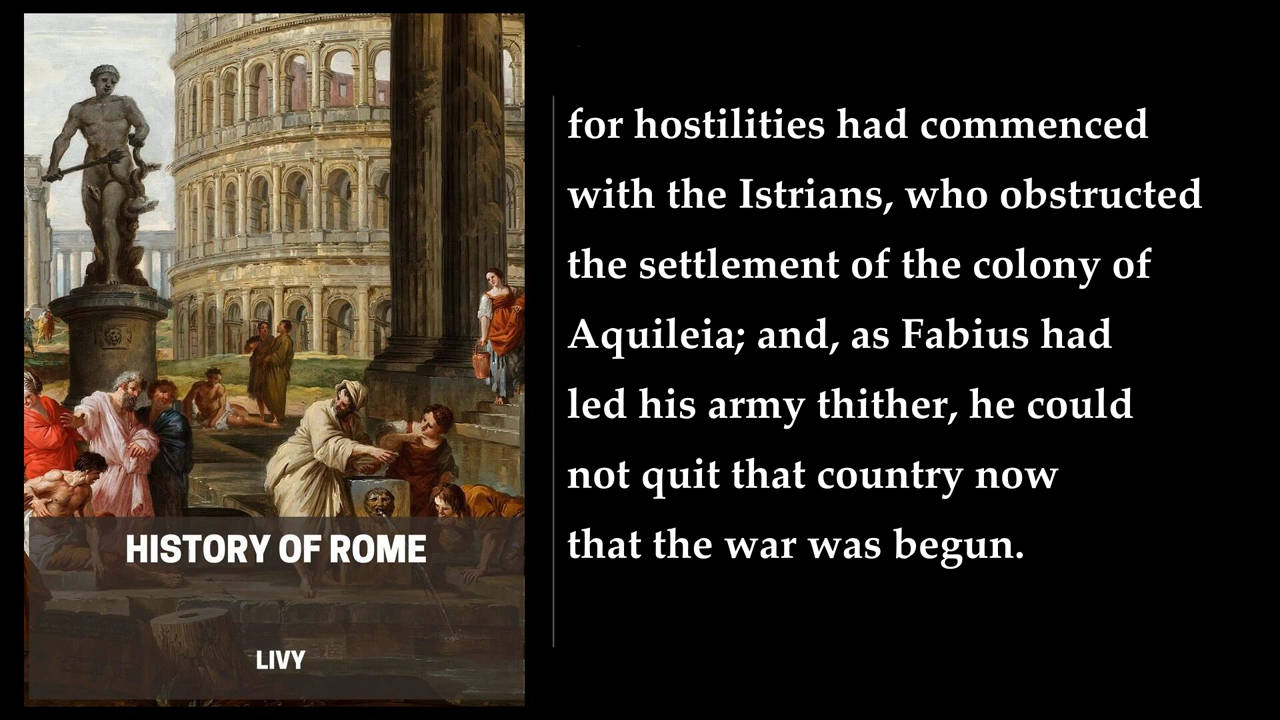 HISTORY OF ROME
LIVY
for hostilities had commenced
with the Istrians, who obstructed
the settlement of the colony of
Aquileia; and, as Fabius had
led his army thither, he could
not quit that country now
that the war was begun.